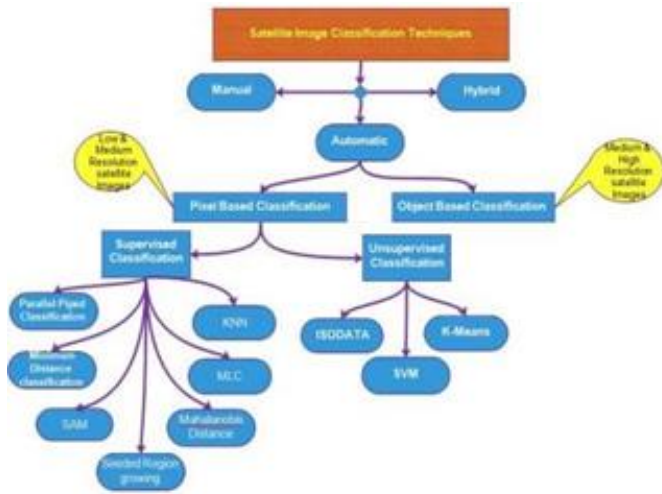 Satellite Image Classification Techniques
Manual
Hybrid
Automatic
Low &
Medium
Resolution
satellite
Images
Medium &
High
Resolution
satellite
Images
Pixel Based Classification
Object Based Classification
Supervised
Classification
Unsupervised
Classification
Parallel Piped
Classification
KNN
ISODATA
K-Means
Minimum
Distance
classification
MLC
SVM
SAM
Mahalanobis
Distance
Seeded Region
growing